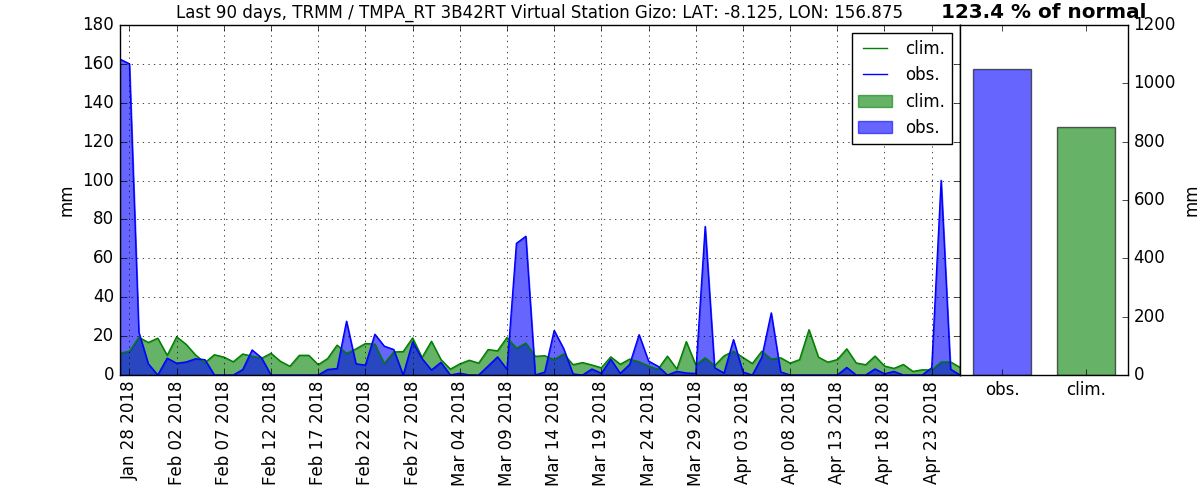 Last 90 days, TRMM / TMPA_RT 3B42RT Virtual Station Gizo: LAT: -8.125, LON: 156.875
123.4 % of normal
180
160
140
120
100
80
60
40
20
0
mm
clim.
obs.
clim.
obs.
Jan 28 2018
Feb 02 2018
Feb 07 2018
Feb 12 2018
Feb 17 2018
Feb 22 2018
Feb 27 2018
Mar 04 2018
Mar 09 2018
Mar 14 2018
Mar 19 2018
Mar 24 2018
Mar 29 2018
Apr 03 2018
Apr 08 2018
Apr 13 2018
Apr 18 2018
Apr 23 2018
1200
1000
800
600
400
200
0
mm
obs.
clim.